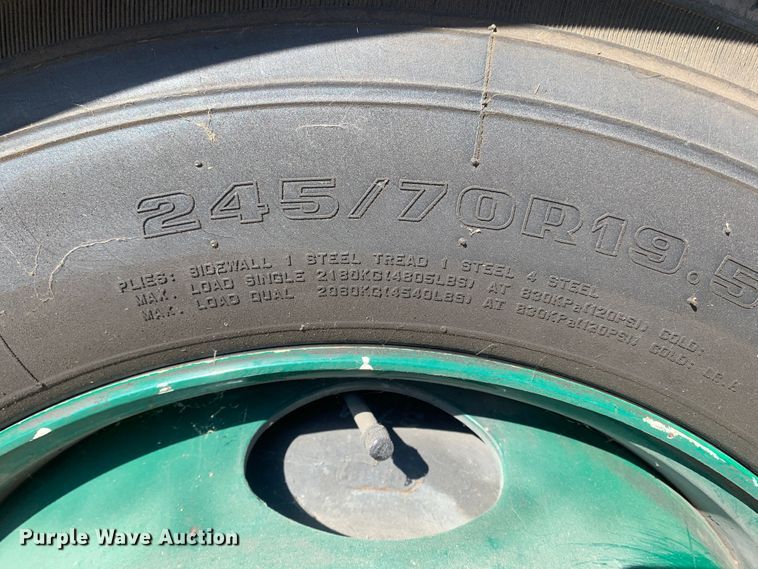 245/70R19.5
PLIES: SIDEWALL 1 STEEL TREAD 1 STEEL 4 STEEL
MAX. LOAD SINGLE 2180KG(4805LBS) AT 830KPa(120PSI) COLD.
MAX. LOAD DUAL 2060KG(4540LBS) AT 830KPa(120PSI) COLD:
Purple Wave Auction